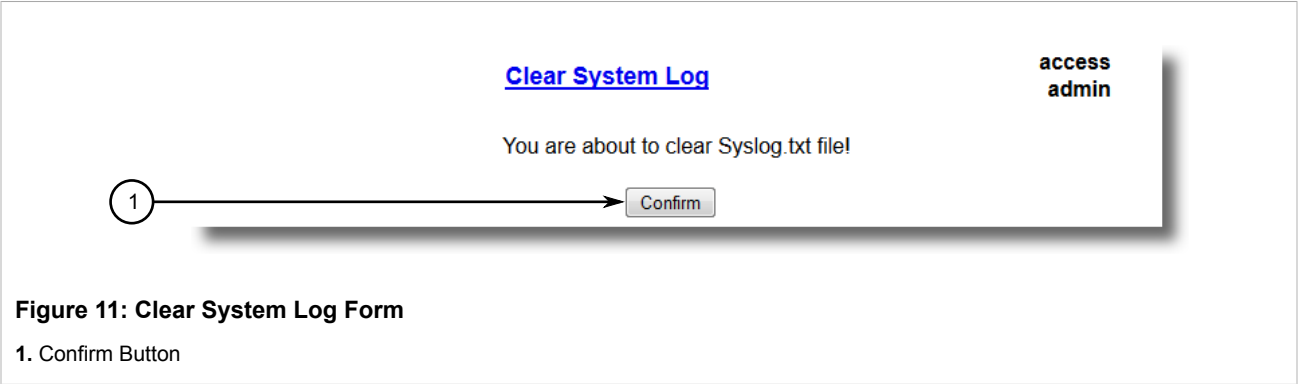 Clear System Log
access
admin
You are about to clear Syslog.txt file!
1
Confirm
Figure 11: Clear System Log Form
1. Confirm Button